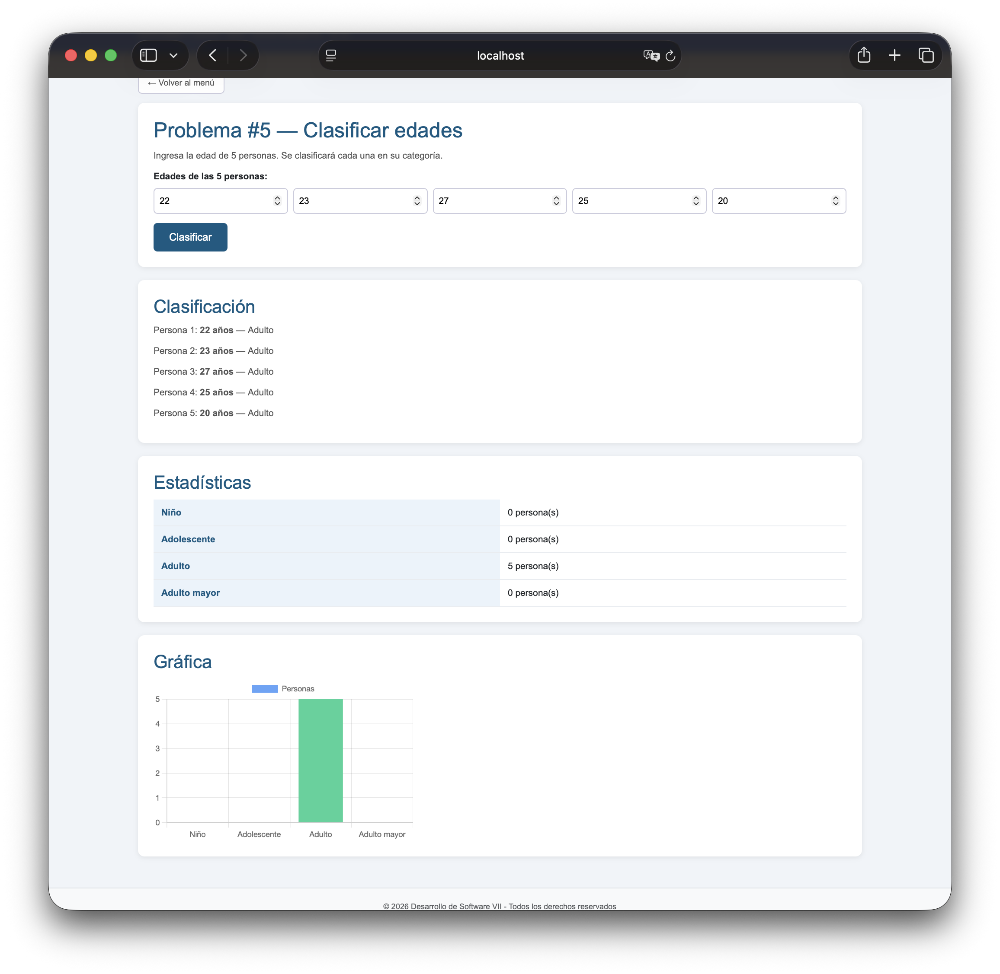 localhost
← Volver al menú
Problema #5 — Clasificar edades
Ingresa la edad de 5 personas. Se clasificará cada una en su categoría.
Edades de las 5 personas:
22 23 27 25 20
Clasificar
Clasificación
Persona 1: 22 años — Adulto
Persona 2: 23 años — Adulto
Persona 3: 27 años — Adulto
Persona 4: 25 años — Adulto
Persona 5: 20 años — Adulto
Estadísticas
Niño 0 persona(s)
Adolescente 0 persona(s)
Adulto 5 persona(s)
Adulto mayor 0 persona(s)
Gráfica
Personas
5
4
3
2
1
0
Niño Adolescente Adulto Adulto mayor
© 2026 Desarrollo de Software VII - Todos los derechos reservados